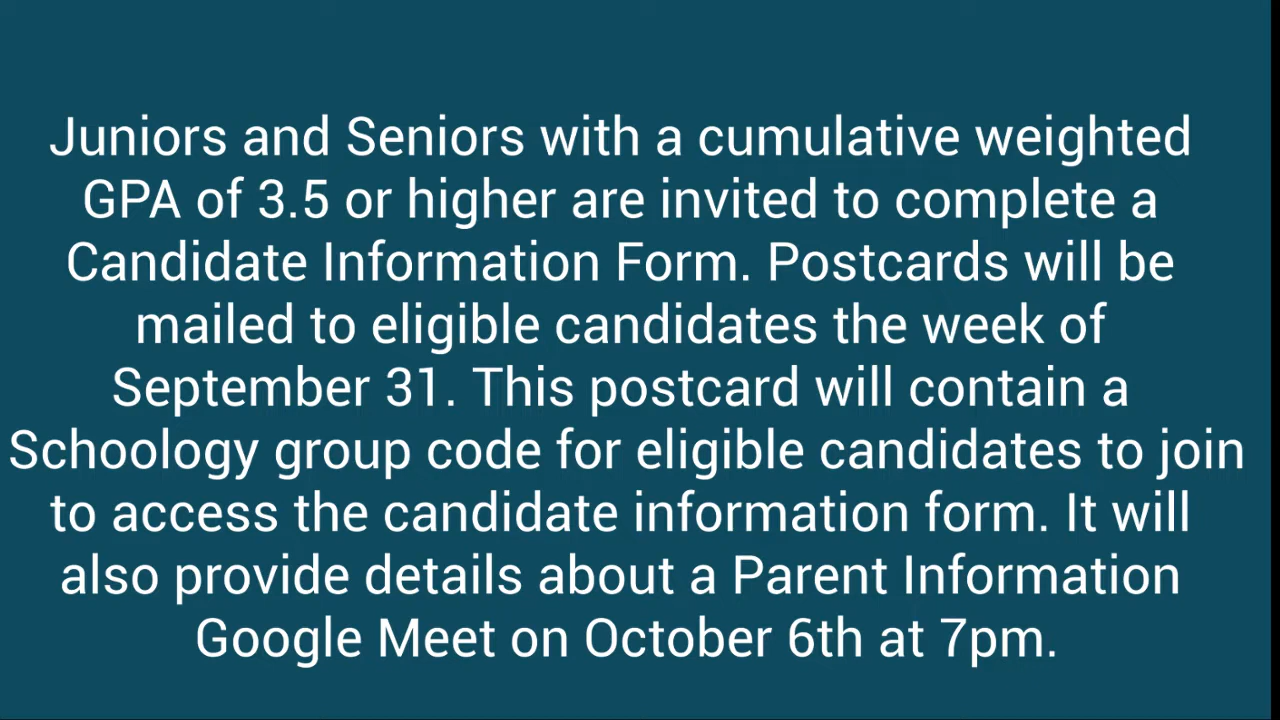 Juniors and Seniors with a cumulative weighted
GPA of 3.5 or higher are invited to complete a
Candidate Information Form. Postcards will be
mailed to eligible candidates the week of
September 31. This postcard will contain a
Schoology group code for eligible candidates to join
to access the candidate information form. It will
also provide details about a Parent Information
Google Meet on October 6th at 7pm.